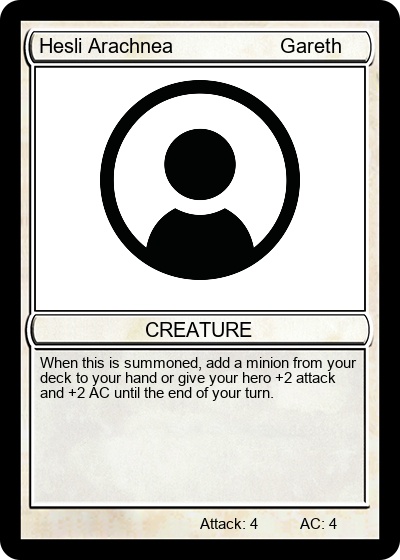 Hesli Arachnea Gareth
CREATURE
When this is summoned, add a minion from your
deck to your hand or give your hero +2 attack
and +2 AC until the end of your turn.
Attack: 4 AC: 4